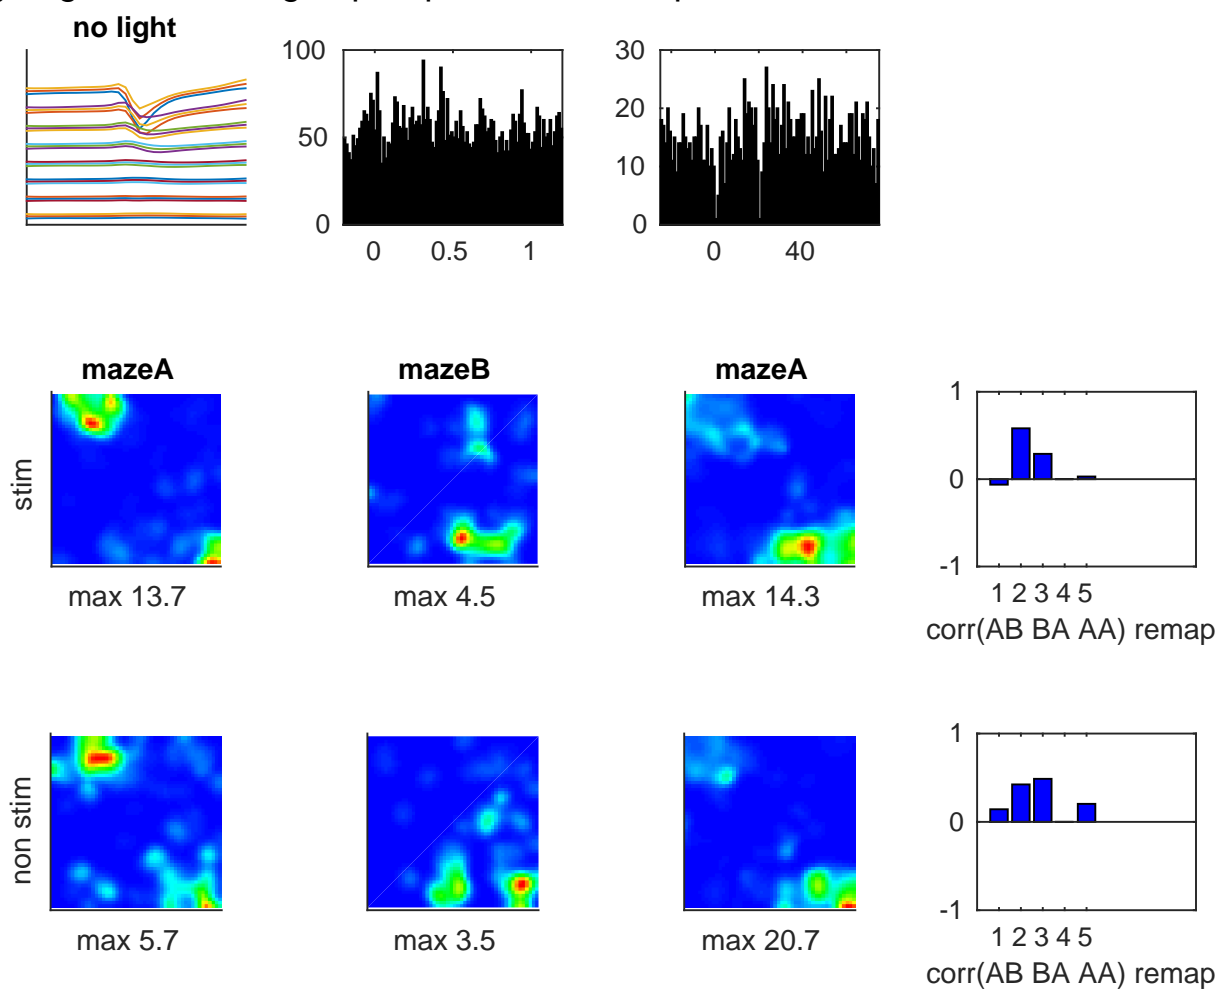 no light
100
50
0
0 0.5 1
30
20
10
0
0 40
mazeA mazeB mazeA
stim
max 13.7 max 4.5 max 14.3
1
0
-1
1 2 3 4 5
corr(AB BA AA) remap
non stim
max 5.7 max 3.5 max 20.7
1
0
-1
1 2 3 4 5
corr(AB BA AA) remap